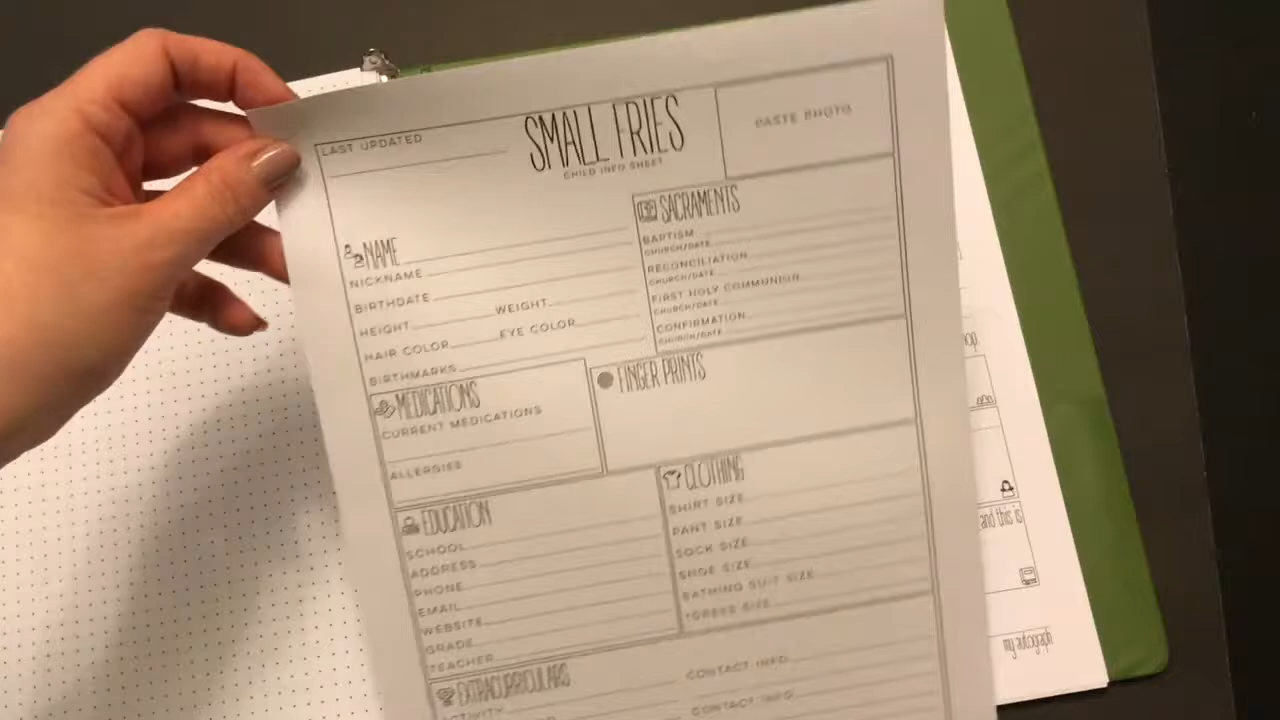 LAST UPDATED
SMALL FRIES
CHILD INFO SHEET
PASTE PHOTO
NAME
NICKNAME
BIRTHDATE
HEIGHT WEIGHT
HAIR COLOR EYE COLOR
BIRTHMARKS
SACRAMENTS
BAPTISM
CHURCH/DATE
RECONCILIATION
CHURCH/DATE
FIRST HOLY COMMUNION
CHURCH/DATE
CONFIRMATION
CHURCH/DATE
MEDICATIONS
CURRENT MEDICATIONS
ALLERGIES
FINGER PRINTS
EDUCATION
SCHOOL
ADDRESS
PHONE
EMAIL
WEBSITE
GRADE
TEACHER
CLOTHING
SHIRT SIZE
PANT SIZE
SOCK SIZE
SHOE SIZE
BATHING SUIT SIZE
*DRESS SIZE
EXTRACURRICULARS
ACTIVITY
CONTACT INFO
CONTACT INFO
and this is
my autograph